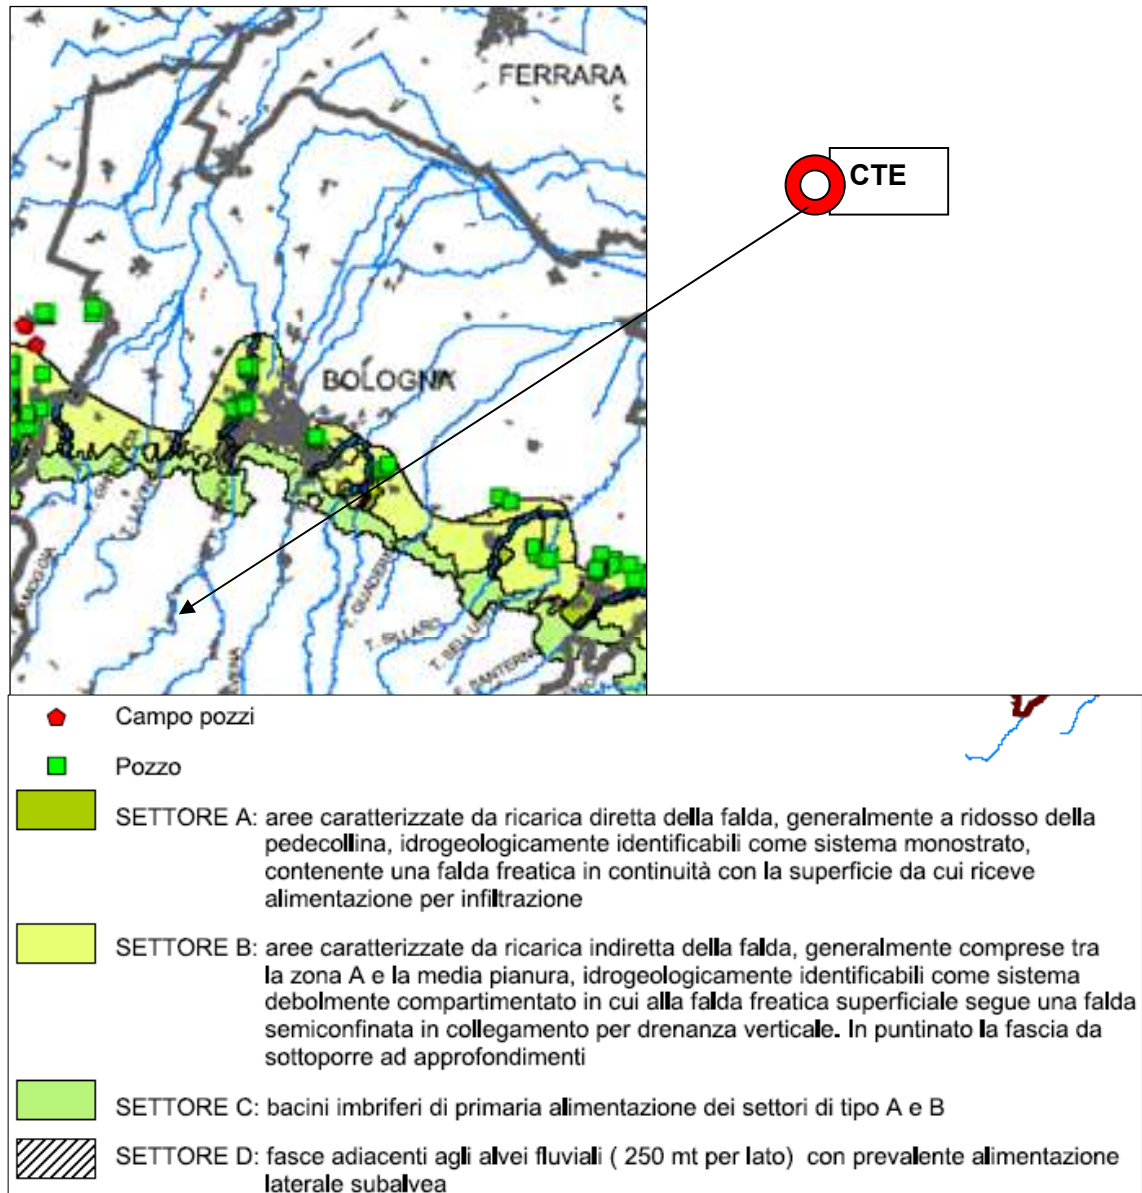 FERRARA
CTE
BOLOGNA
T. SILLARO
Campo pozzi
Pozzo
SETTORE A: aree caratterizzate da ricarica diretta della falda, generalmente a ridosso della
pedecollina, idrogeologicamente identificabili come sistema monostrato,
contenente una falda freatica in continuità con la superficie da cui riceve
alimentazione per infiltrazione
SETTORE B: aree caratterizzate da ricarica indiretta della falda, generalmente comprese tra
la zona A e la media pianura, idrogeologicamente identificabili come sistema
debolmente compartimentato in cui alla falda freatica superficiale segue una falda
semiconfinata in collegamento per drenanza verticale. In puntinato la fascia da
sottoporre ad approfondimenti
SETTORE C: bacini imbriferi di primaria alimentazione dei settori di tipo A e B
SETTORE D: fasce adiacenti agli alvei fluviali ( 250 mt per lato) con prevalente alimentazione
laterale subalvea